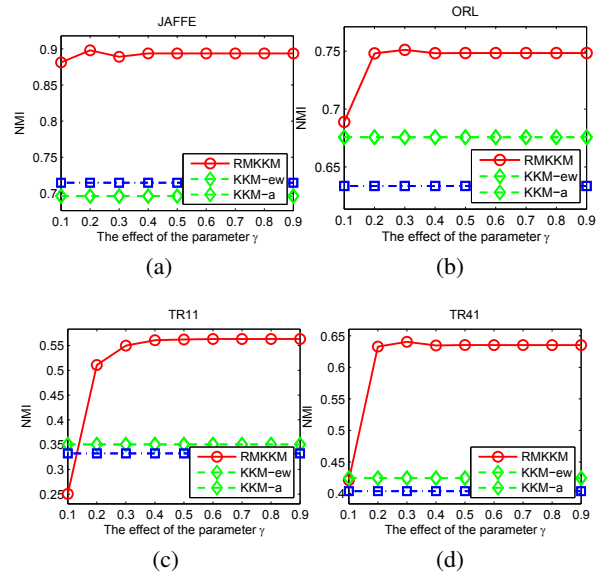 JAFFE
0.9
0.85
0.8
0.75
0.7
NMI
0.1 0.2 0.3 0.4 0.5 0.6 0.7 0.8 0.9
The effect of the parameter γ
RMKKM
KKM−ew
KKM−a
(a)
ORL
0.75
0.7
0.65
NMI
0.1 0.2 0.3 0.4 0.5 0.6 0.7 0.8 0.9
The effect of the parameter γ
RMKKM
KKM−ew
KKM−a
(b)
TR11
0.55
0.5
0.45
0.4
0.35
0.3
0.25
NMI
0.1 0.2 0.3 0.4 0.5 0.6 0.7 0.8 0.9
The effect of the parameter γ
RMKKM
KKM−ew
KKM−a
(c)
TR41
0.65
0.6
0.55
0.5
0.45
0.4
NMI
0.1 0.2 0.3 0.4 0.5 0.6 0.7 0.8 0.9
The effect of the parameter γ
RMKKM
KKM−ew
KKM−a
(d)